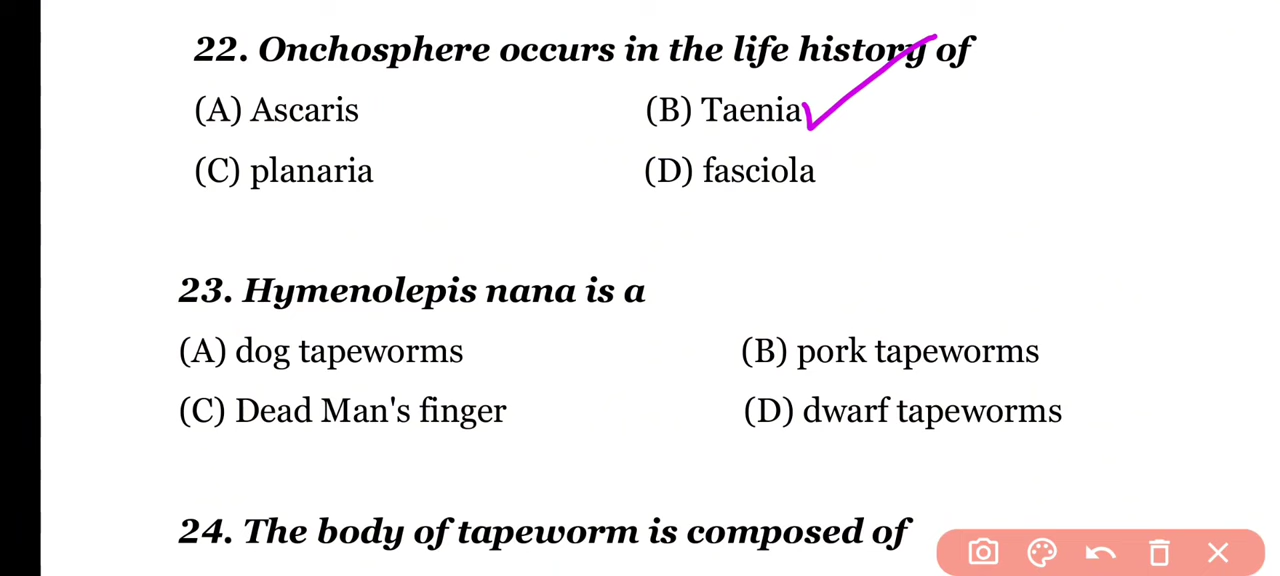 22. Onchosphere occurs in the life history of
(A) Ascaris (B) Taenia
(C) planaria (D) fasciola
23. Hymenolepis nana is a
(A) dog tapeworms (B) pork tapeworms
(C) Dead Man's finger (D) dwarf tapeworms
24. The body of tapeworm is composed of